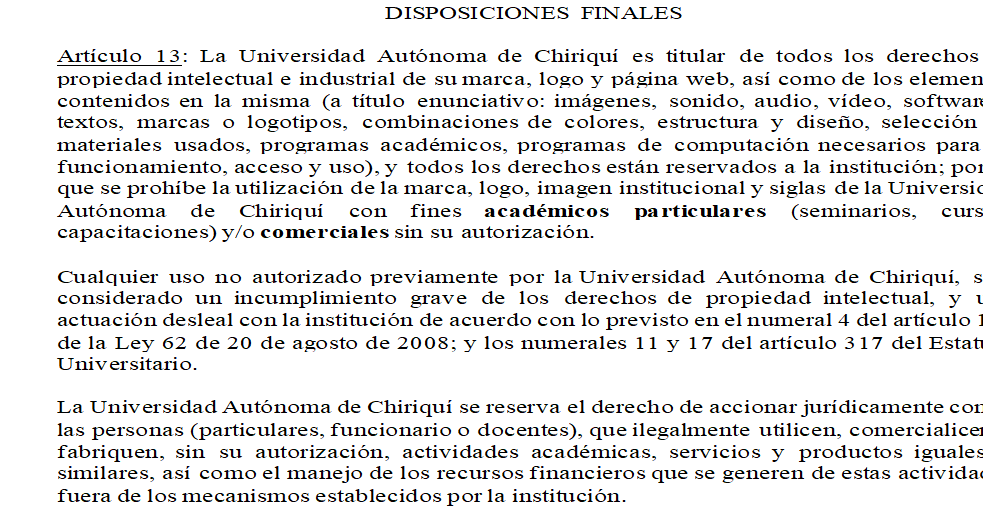 DISPOSICIONES FINALES
Artículo 13: La Universidad Autónoma de Chiriquí es titular de todos los derechos
propiedad intelectual e industrial de su marca, logo y página web, así como de los elemen
contenidos en la misma (a título enunciativo: imágenes, sonido, audio, vídeo, software
textos, marcas o logotipos, combinaciones de colores, estructura y diseño, selección
materiales usados, programas académicos, programas de computación necesarios para
funcionamiento, acceso y uso), y todos los derechos están reservados a la institución; por
que se prohíbe la utilización de la marca, logo, imagen institucional y siglas de la Universid
Autónoma de Chiriquí con fines académicos particulares (seminarios, curs
capacitaciones) y/o comerciales sin su autorización.
Cualquier uso no autorizado previamente por la Universidad Autónoma de Chiriquí, s
considerado un incumplimiento grave de los derechos de propiedad intelectual, y u
actuación desleal con la institución de acuerdo con lo previsto en el numeral 4 del artículo 1
de la Ley 62 de 20 de agosto de 2008; y los numerales 11 y 17 del artículo 317 del Estatu
Universitario.
La Universidad Autónoma de Chiriquí se reserva el derecho de accionar jurídicamente con
las personas (particulares, funcionario o docentes), que ilegalmente utilicen, comercialicen
fabriquen, sin su autorización, actividades académicas, servicios y productos iguales
similares, así como el manejo de los recursos financieros que se generen de estas actividad
fuera de los mecanismos establecidos por la institución.